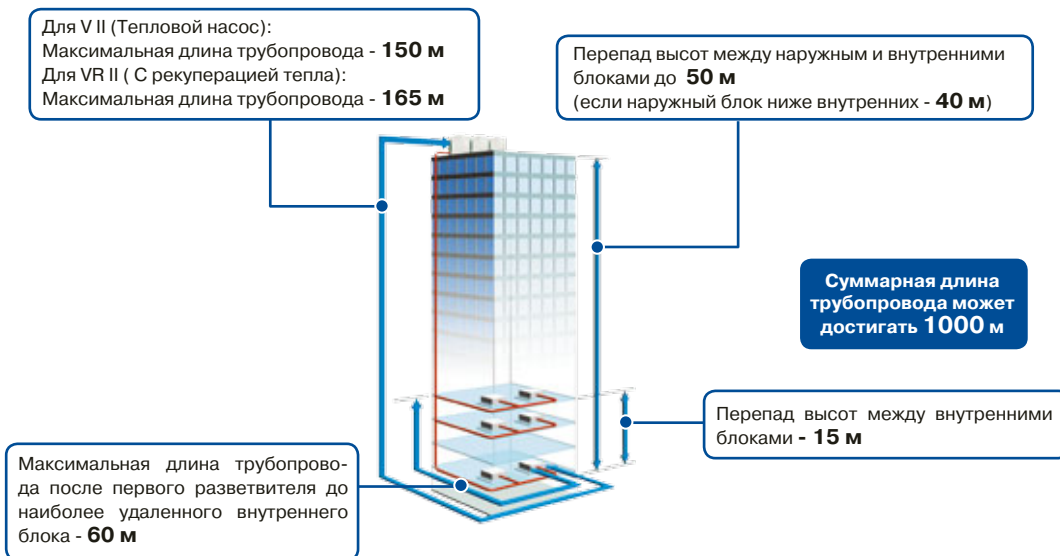 Для V II (Тепловой насос):
Максимальная длина трубопровода - 150 м
Для VR II ( С рекуперацией тепла):
Максимальная длина трубопровода - 165 м
Перепад высот между наружным и внутренними
блоками до 50 м
(если наружный блок ниже внутренних - 40 м)
Суммарная длина
трубопровода может
достигать 1000 м
Перепад высот между внутренними
блоками - 15 м
Максимальная длина трубопрово-
да после первого разветвителя до
наиболее удаленного внутреннего
блока - 60 м